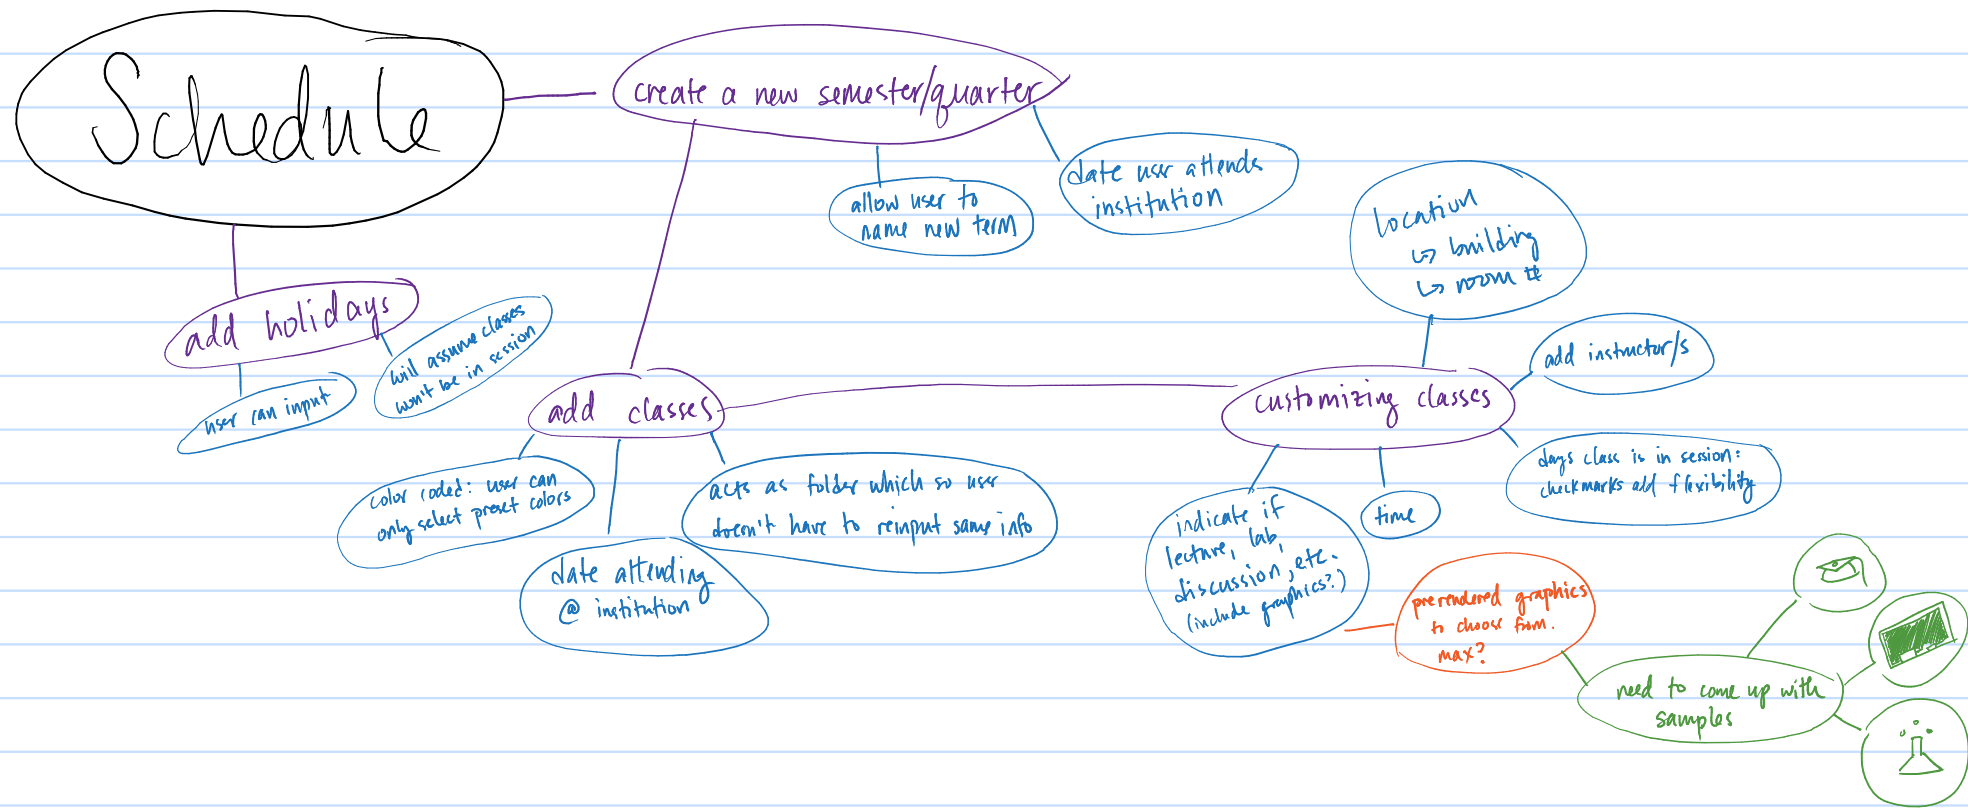 Schedule
create a new semester/quarter
allow user to
name new term
date user attends
institution
add holidays
user can input
will assume classes
won't be in session
add classes
color coded: user can
only select preset colors
date attending
@ institution
acts as folder which so user
doesn't have to reinput same info
customizing classes
location
↳ building
↳ room #
add instructor/s
days class is in session:
checkmarks add flexibility
time
indicate if
lecture, lab,
discussion, etc.
(include graphics?)
prerendered graphics
to choose from.
max?
need to come up with
samples